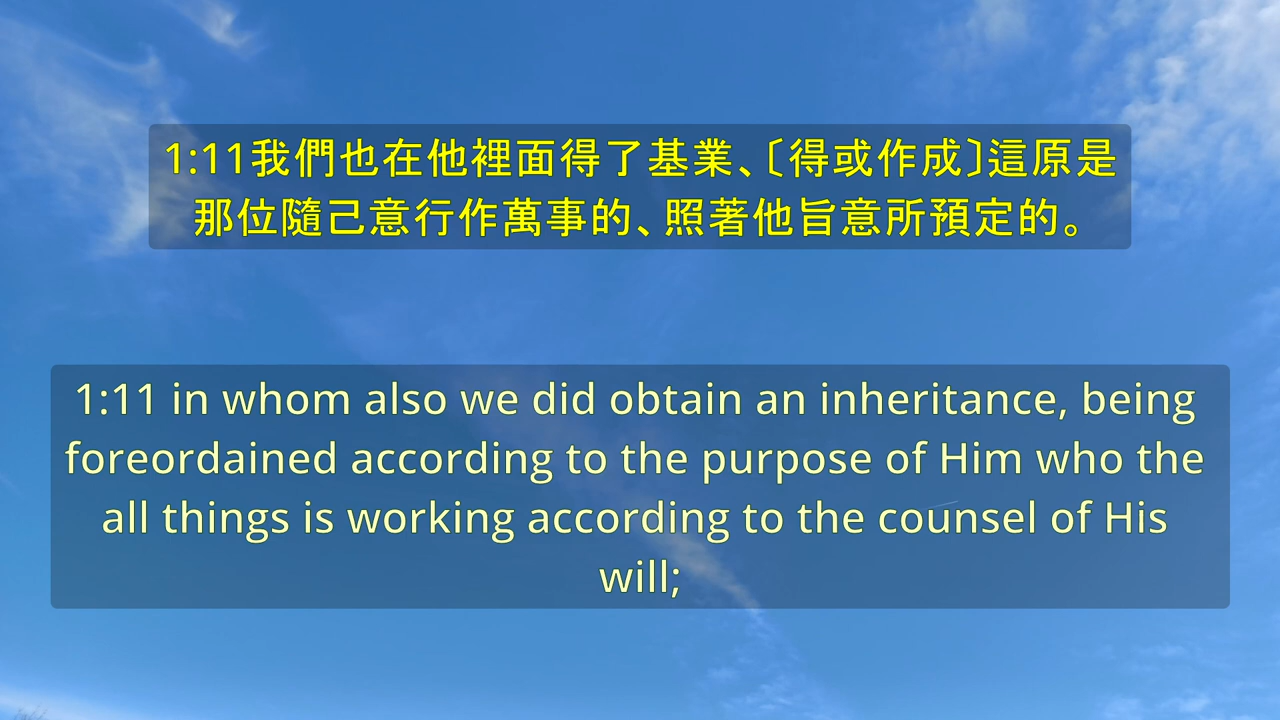 1:11我們也在他裡面得了基業、〔得或作成〕這原是
那位隨己意行作萬事的、照著他旨意所預定的。
1:11 in whom also we did obtain an inheritance, being
foreordained according to the purpose of Him who the
all things is working according to the counsel of His
will;